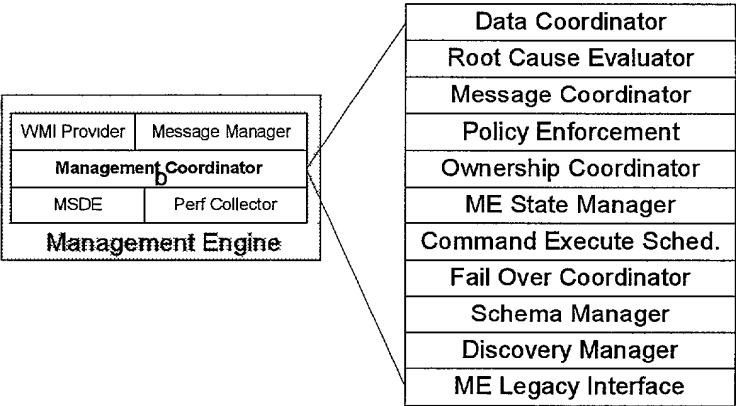 WMI Provider Message Manager
Management Coordinator
b
MSDE Perf Collector
Management Engine
Data Coordinator
Root Cause Evaluator
Message Coordinator
Policy Enforcement
Ownership Coordinator
ME State Manager
Command Execute Sched.
Fail Over Coordinator
Schema Manager
Discovery Manager
ME Legacy Interface